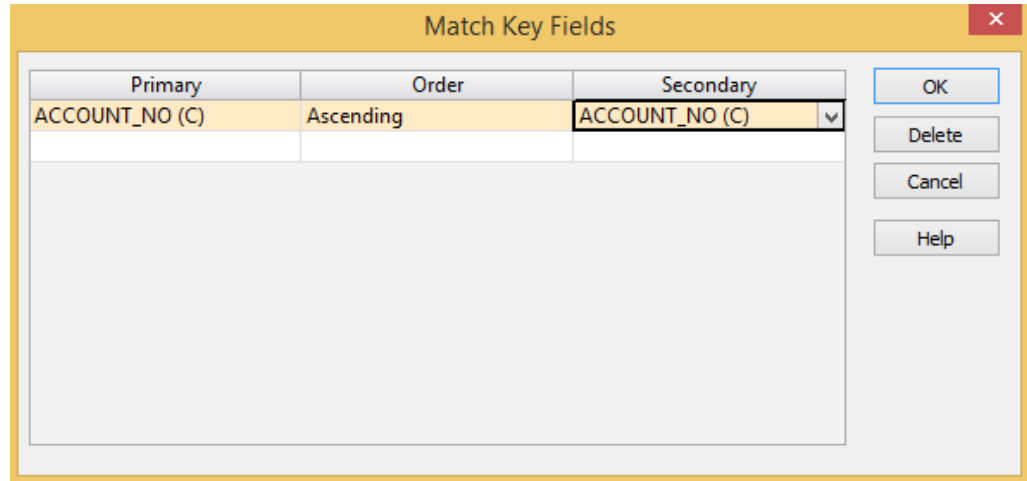 Match Key Fields
Primary Order Secondary
ACCOUNT_NO (C) Ascending ACCOUNT_NO (C)
OK
Delete
Cancel
Help